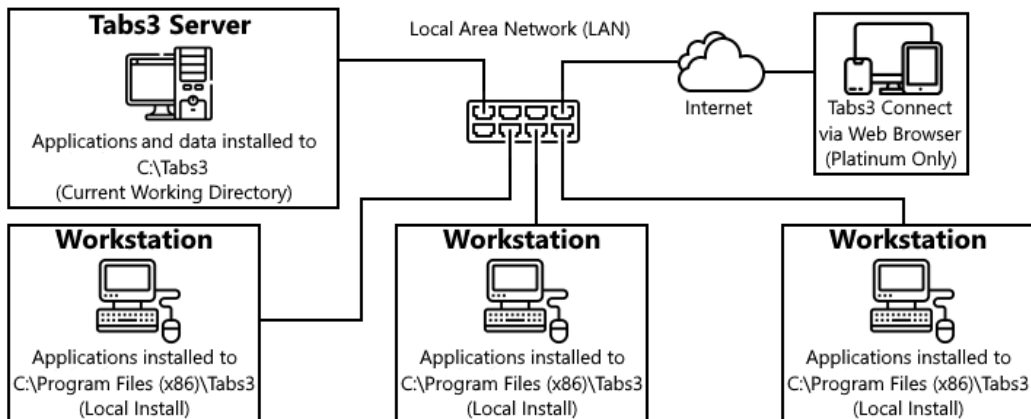 Tabs3 Server
Applications and data installed to
C:\Tabs3
(Current Working Directory)
Local Area Network (LAN)
Internet
Tabs3 Connect
via Web Browser
(Platinum Only)
Workstation
Applications installed to
C:\Program Files (x86)\Tabs3
(Local Install)
Workstation
Applications installed to
C:\Program Files (x86)\Tabs3
(Local Install)
Workstation
Applications installed to
C:\Program Files (x86)\Tabs3
(Local Install)